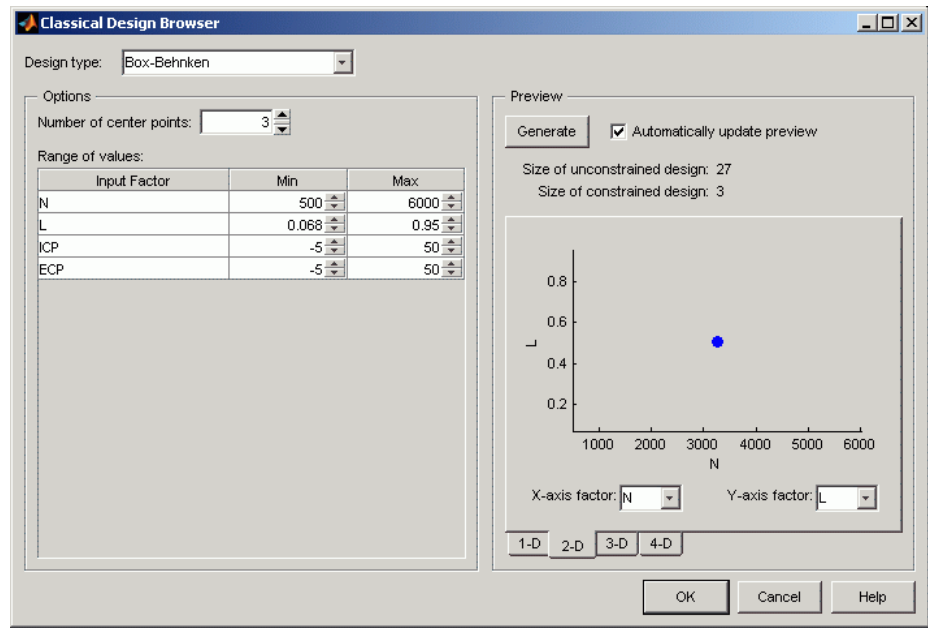 Classical Design Browser
Design type: Box-Behnken
Options
Number of center points: 3
Range of values:
Input Factor Min Max
N 500 6000
L 0.068 0.95
ICP -5 50
ECP -5 50
Preview
Generate Automatically update preview
Size of unconstrained design: 27
Size of constrained design: 3
0.8
0.6
L
0.4
0.2
1000 2000 3000 4000 5000 6000
N
X-axis factor: N Y-axis factor: L
1-D 2-D 3-D 4-D
OK Cancel Help